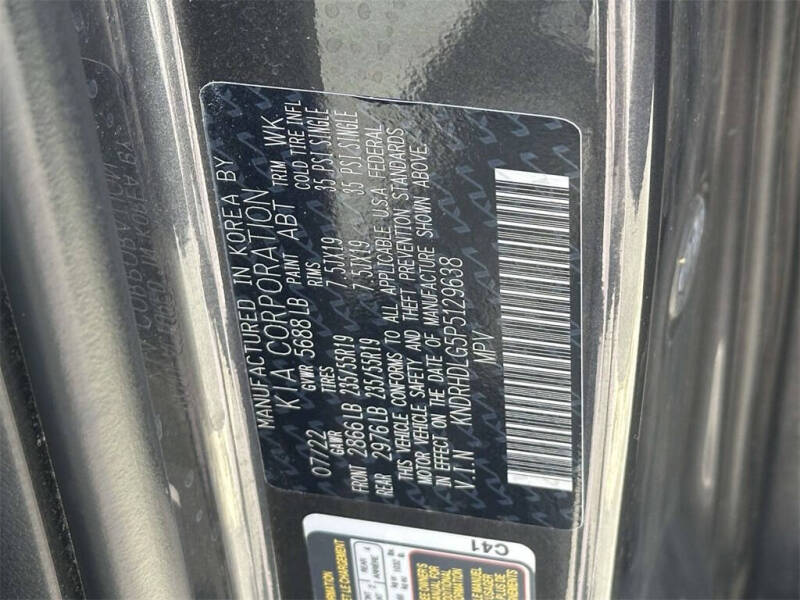 MANUFACTURED IN KOREA BY
KIA CORPORATION
07/22 GVWR 5688LB PAINT ABT TRIM WK
GAWR TIRES RIMS COLD TIRE INFL
FRONT 2866LB 235/55R19 7.5JX19 35 PSI,SINGLE
REAR 2976LB 235/55R19 7.5JX19 35 PSI,SINGLE
THIS VEHICLE CONFORMS TO ALL APPLICABLE U.S.A. FEDERAL
MOTOR VEHICLE SAFETY AND THEFT PREVENTION STANDARDS
IN EFFECT ON THE DATE OF MANUFACTURE SHOWN ABOVE.
V.I.N KNDRHDLG5P5129638
MPV
C41